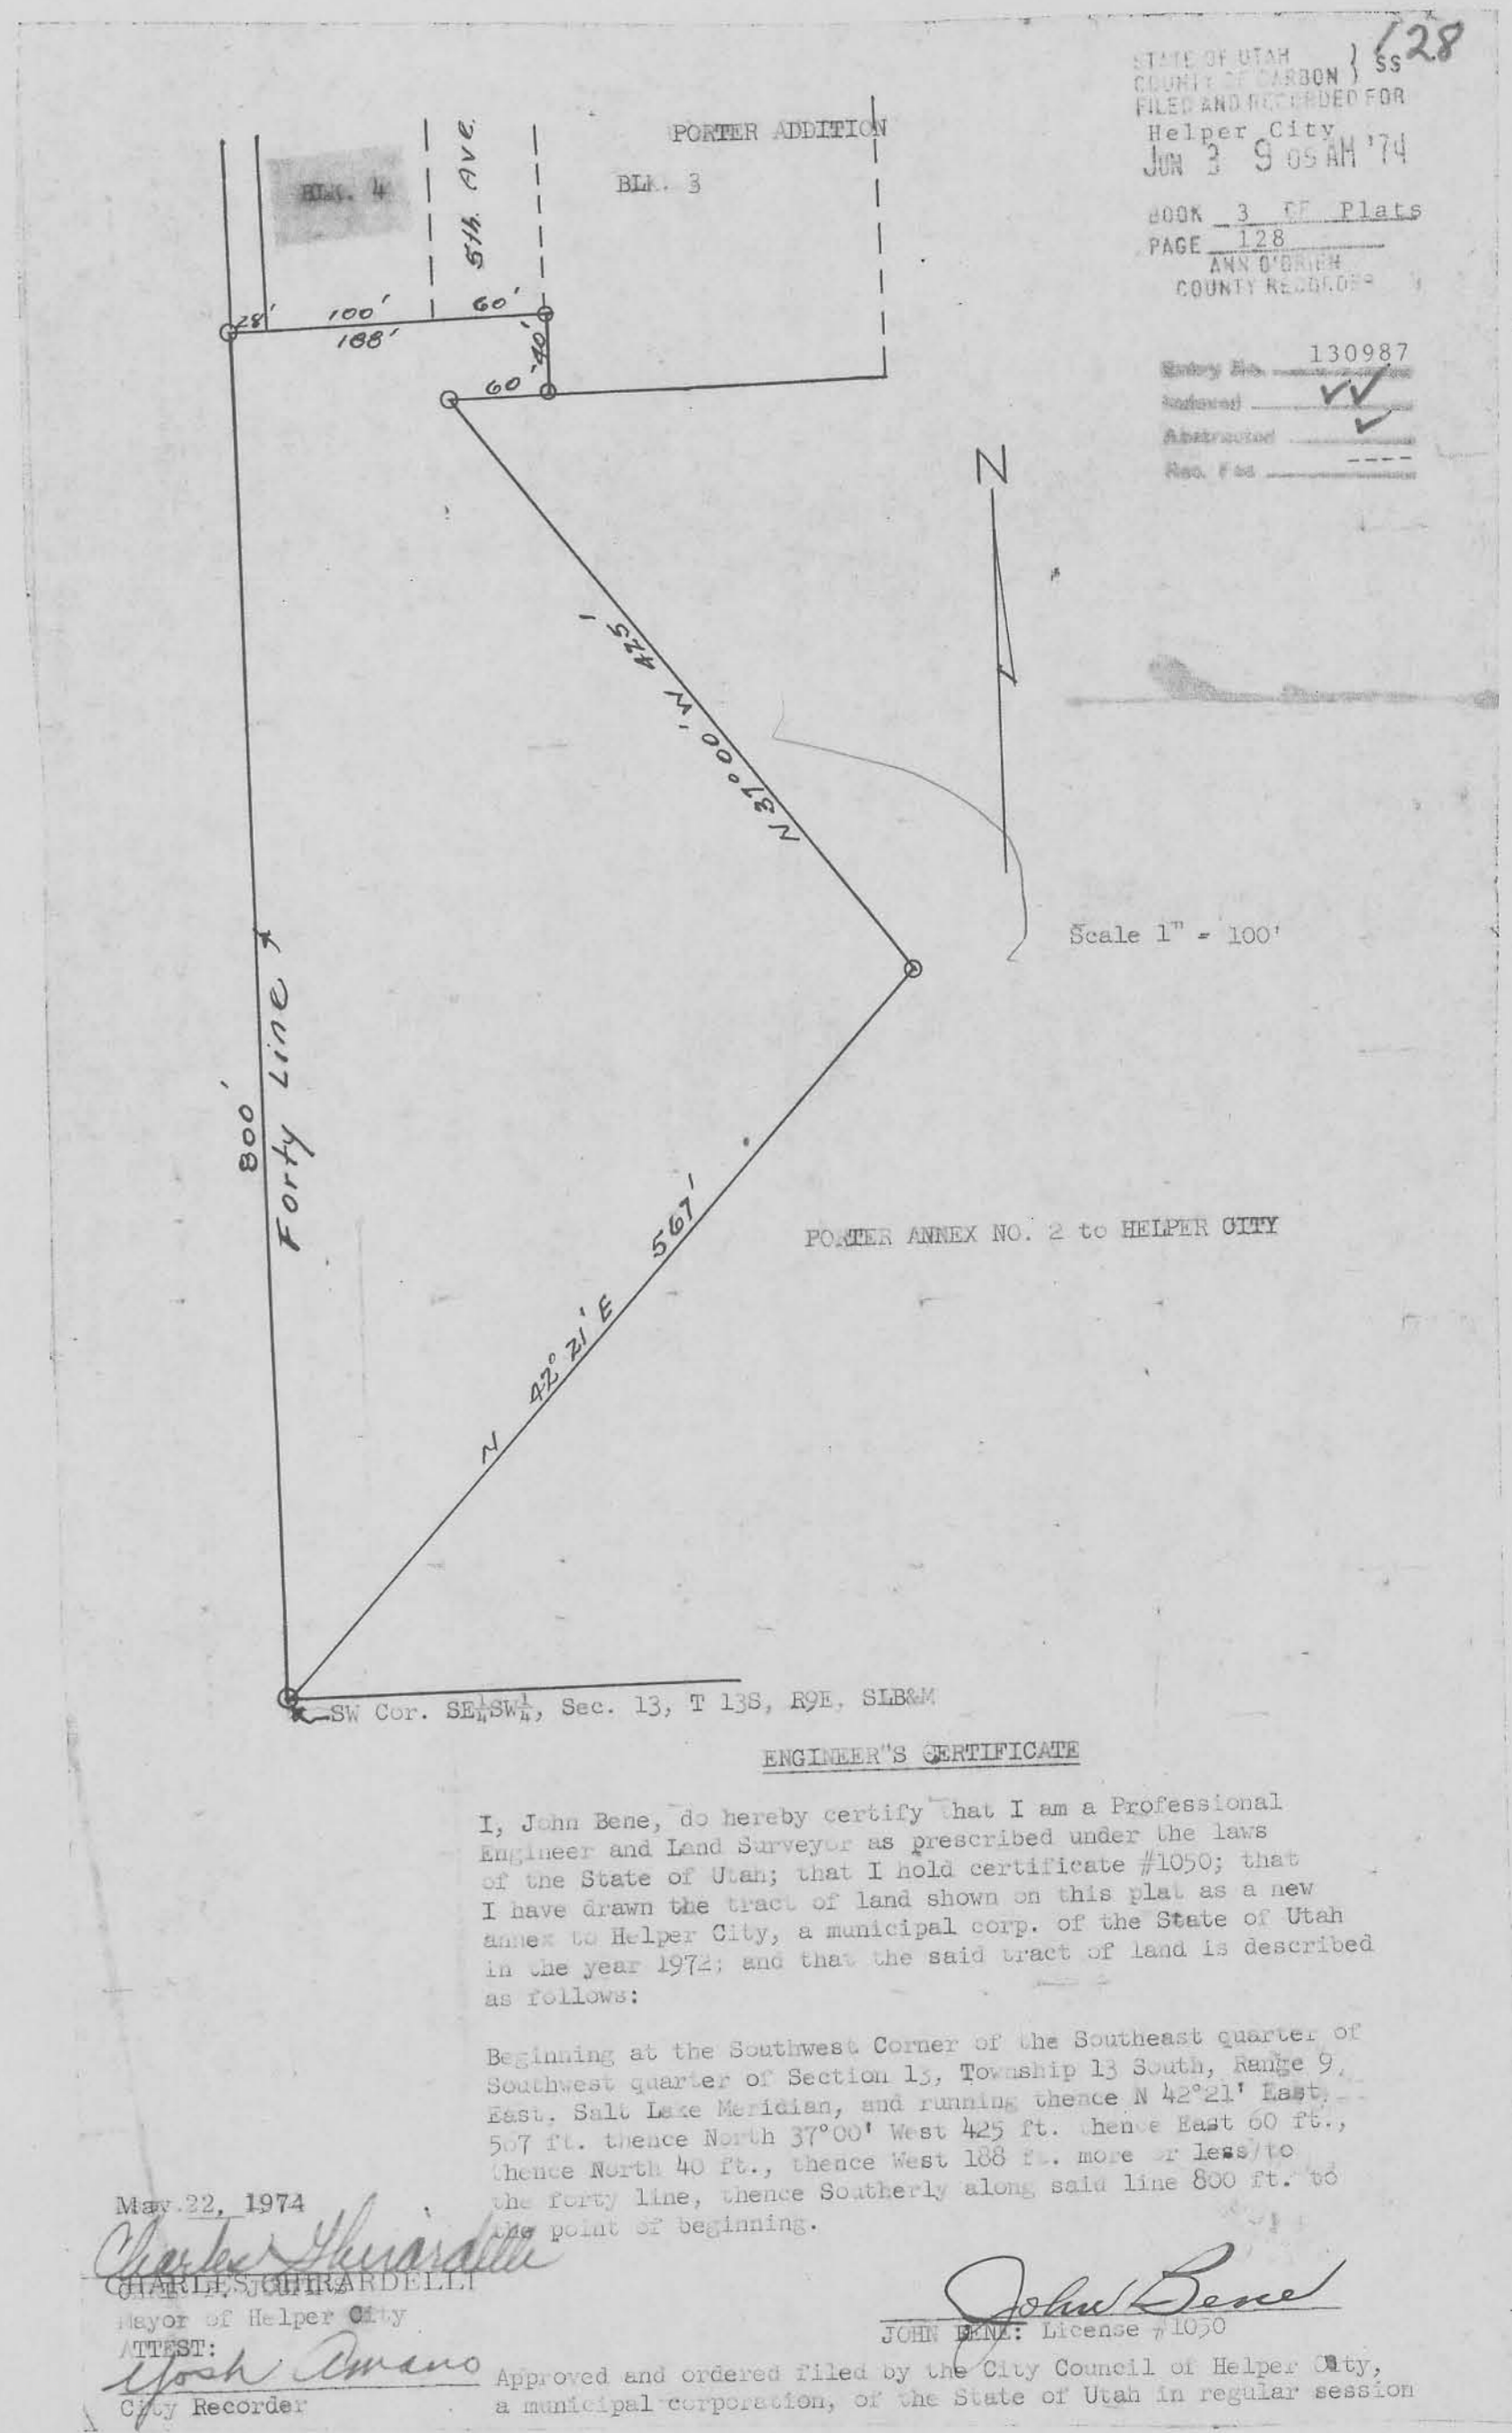 128
STATE OF UTAH } SS
COUNTY OF CARBON }
FILED AND RECORDED FOR
Helper City
JUN 3 9 05 AM '74
BOOK 3 OF Plats
PAGE 128
ANN O'BRIEN
COUNTY RECORDER
Entry No. 130987
Indexed ✓✓
Abstracted ✓
Rec. Fee ----
PORTER ADDITION
BLK. 4
5th Ave.
BLK. 3
28' 100' 60'
188'
40'
60'
N
N 37° 00' W 425'
Scale 1" = 100'
800'
Forty Line
N 42° 21' E 567'
PORTER ANNEX NO. 2 to HELPER CITY
SW Cor. SE¼SW¼, Sec. 13, T 13S, R9E, SLB&M
ENGINEER"S CERTIFICATE
I, John Bene, do hereby certify that I am a Professional
Engineer and Land Surveyor as prescribed under the laws
of the State of Utah; that I hold certificate #1050; that
I have drawn the tract of land shown on this plat as a new
annex to Helper City, a municipal corp. of the State of Utah
in the year 1972; and that the said tract of land is described
as follows:
Beginning at the Southwest Corner of the Southeast quarter of
Southwest quarter of Section 13, Township 13 South, Range 9,
East. Salt Lake Meridian, and running thence N 42°21' East
567 ft. thence North 37°00' West 425 ft. thence East 60 ft.,
thence North 40 ft., thence West 188 ft. more or less/to
the forty line, thence Southerly along said line 800 ft. to
the point of beginning.
May 22, 1974
Charles Ghirardelli
CHARLES GHIRARDELLI
Mayor of Helper City
ATTEST:
Yosh Amano
City Recorder
John Bene
JOHN BENE: License #1050
Approved and ordered filed by the City Council of Helper City,
a municipal corporation, of the State of Utah in regular session